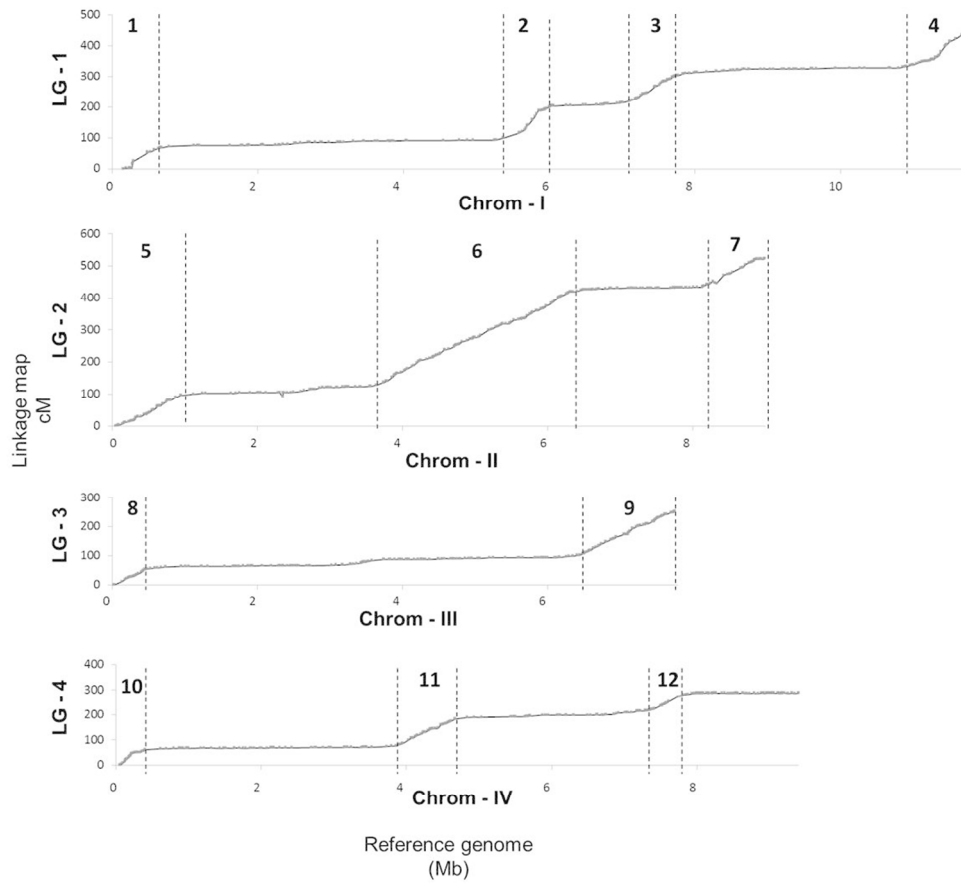 1 2 3 4
500
400
300
200
100
0
LG - 1
0 2 4 6 8 10
Chrom - I
5 6 7
600
500
400
300
200
100
0
LG - 2
0 2 4 6 8
Chrom - II
Linkage map
cM
8 9
300
200
100
0
LG - 3
0 2 4 6
Chrom - III
10 11 12
400
300
200
100
0
LG - 4
0 2 4 6 8
Chrom - IV
Reference genome
(Mb)